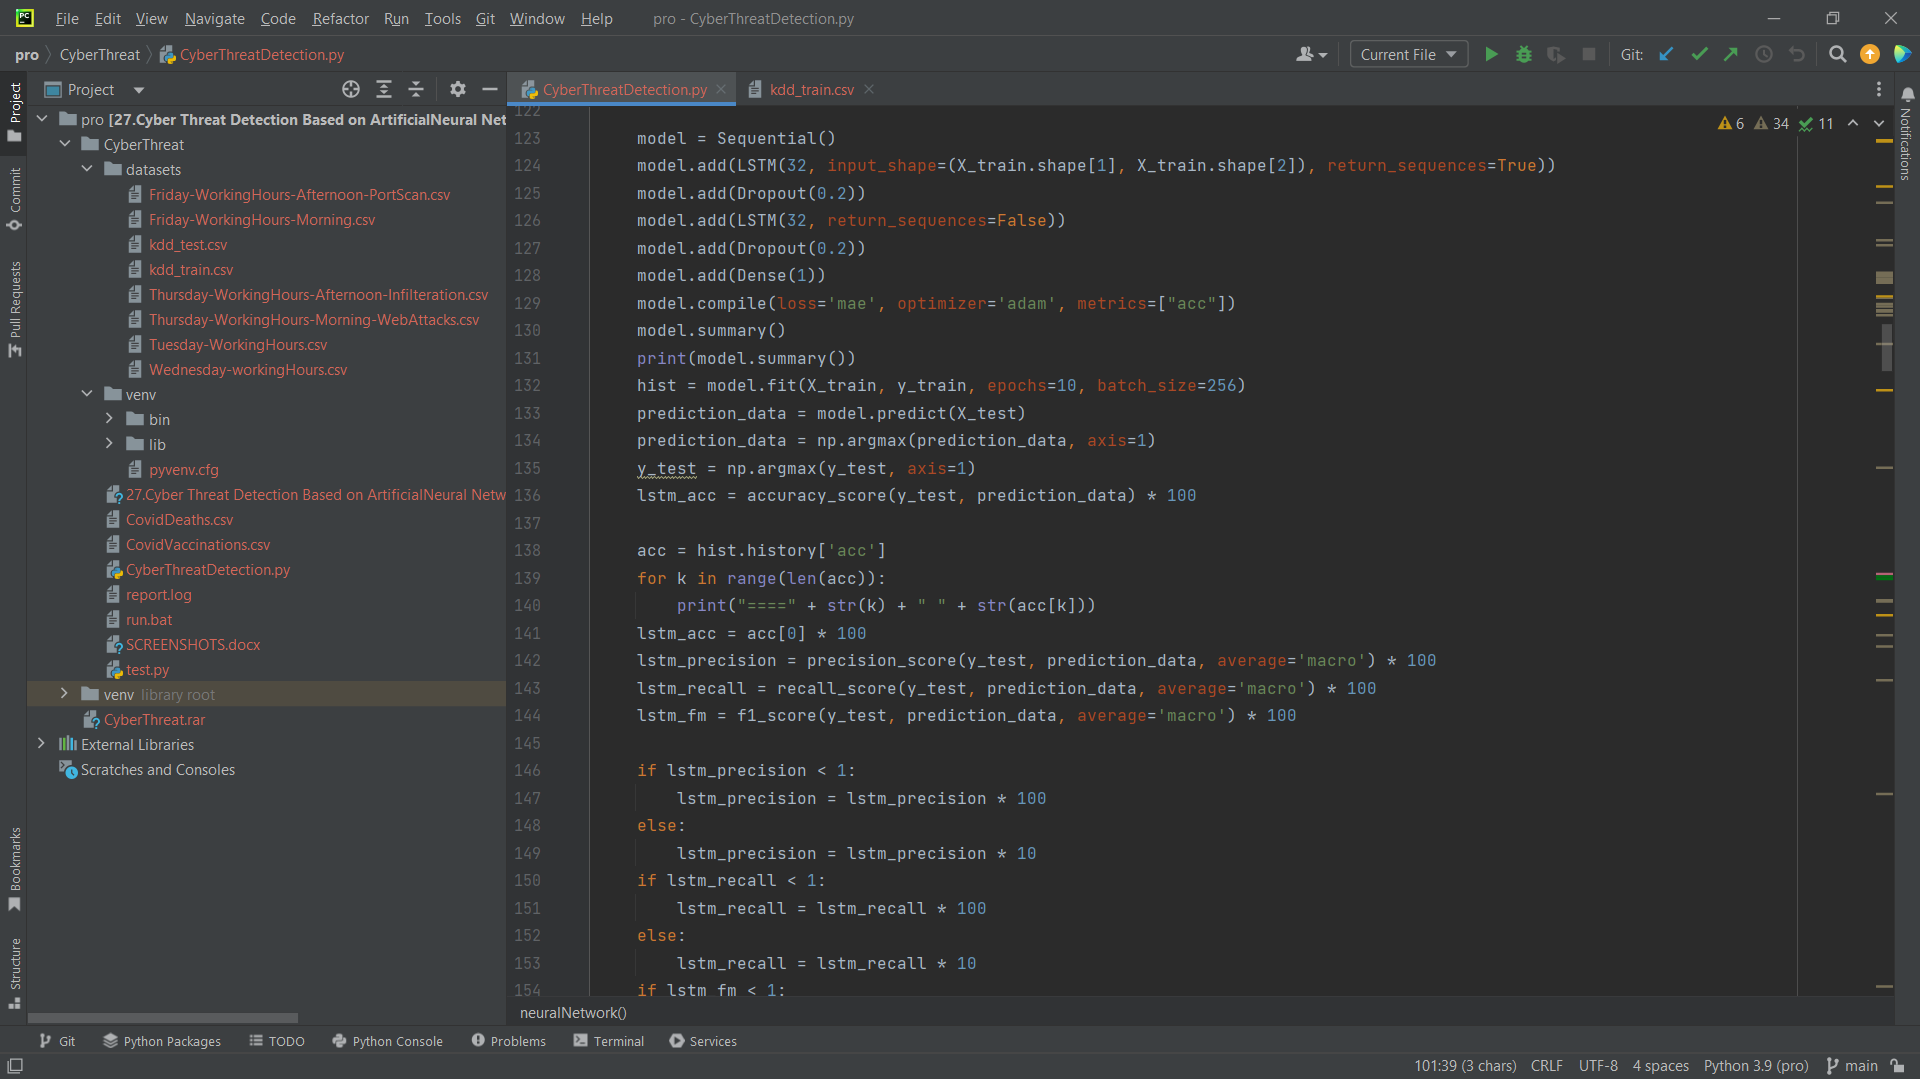 File Edit View Navigate Code Refactor Run Tools Git Window Help pro - CyberThreatDetection.py
pro CyberThreat CyberThreatDetection.py Current File Git:
Project
CyberThreatDetection.py kdd_train.csv
pro [27.Cyber Threat Detection Based on ArtificialNeural Net
CyberThreat
datasets
Friday-WorkingHours-Afternoon-PortScan.csv
Friday-WorkingHours-Morning.csv
kdd_test.csv
kdd_train.csv
Thursday-WorkingHours-Afternoon-Infilteration.csv
Thursday-WorkingHours-Morning-WebAttacks.csv
Tuesday-WorkingHours.csv
Wednesday-workingHours.csv
venv
bin
lib
pyvenv.cfg
27.Cyber Threat Detection Based on ArtificialNeural Netw
CovidDeaths.csv
CovidVaccinations.csv
CyberThreatDetection.py
report.log
run.bat
SCREENSHOTS.docx
test.py
venv library root
CyberThreat.rar
External Libraries
Scratches and Consoles
Project
Commit
Pull Requests
Bookmarks
Structure
6 34 11
Notifications
122
123 model = Sequential()
124 model.add(LSTM(32, input_shape=(X_train.shape[1], X_train.shape[2]), return_sequences=True))
125 model.add(Dropout(0.2))
126 model.add(LSTM(32, return_sequences=False))
127 model.add(Dropout(0.2))
128 model.add(Dense(1))
129 model.compile(loss='mae', optimizer='adam', metrics=["acc"])
130 model.summary()
131 print(model.summary())
132 hist = model.fit(X_train, y_train, epochs=10, batch_size=256)
133 prediction_data = model.predict(X_test)
134 prediction_data = np.argmax(prediction_data, axis=1)
135 y_test = np.argmax(y_test, axis=1)
136 lstm_acc = accuracy_score(y_test, prediction_data) * 100
137
138 acc = hist.history['acc']
139 for k in range(len(acc)):
140 print("====" + str(k) + " " + str(acc[k]))
141 lstm_acc = acc[0] * 100
142 lstm_precision = precision_score(y_test, prediction_data, average='macro') * 100
143 lstm_recall = recall_score(y_test, prediction_data, average='macro') * 100
144 lstm_fm = f1_score(y_test, prediction_data, average='macro') * 100
145
146 if lstm_precision < 1:
147 lstm_precision = lstm_precision * 100
148 else:
149 lstm_precision = lstm_precision * 10
150 if lstm_recall < 1:
151 lstm_recall = lstm_recall * 100
152 else:
153 lstm_recall = lstm_recall * 10
154 if lstm_fm < 1:
neuralNetwork()
Git Python Packages TODO Python Console Problems Terminal Services
101:39 (3 chars) CRLF UTF-8 4 spaces Python 3.9 (pro) main